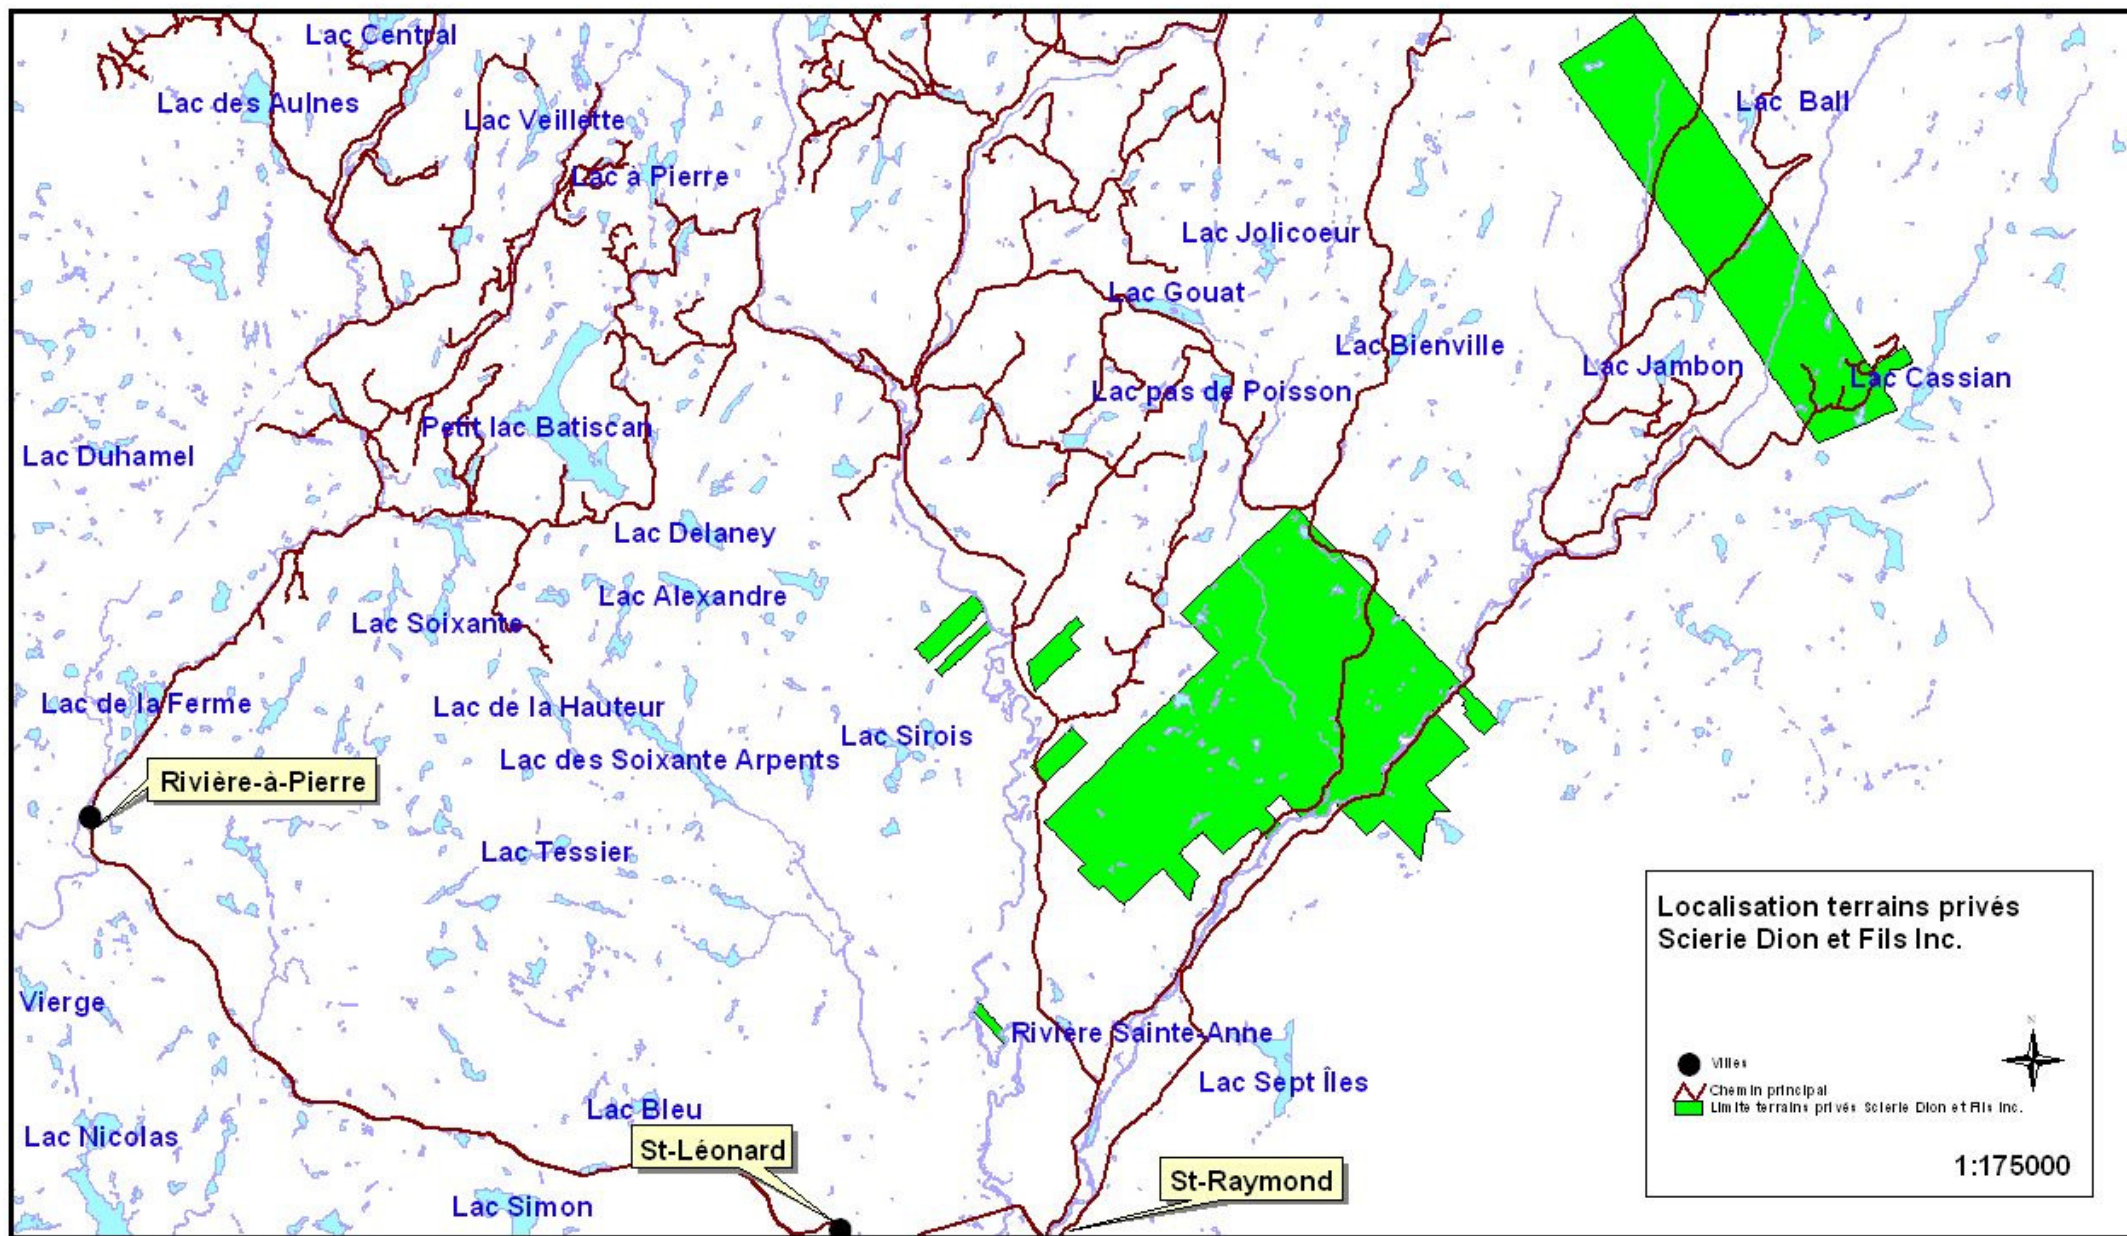 Lac Central
Lac des Aulnes
Lac Veillette
Lac Ball
Lac à Pierre
Lac Jolicoeur
Lac Gouat
Lac Bienville
Lac Jambon
Lac Cassian
Lac pas de Poisson
Petit lac Batiscan
Lac Duhamel
Lac Delaney
Lac Alexandre
Lac Soixante
Lac de la Ferme
Lac de la Hauteur
Lac Sirois
Lac des Soixante Arpents
Rivière-à-Pierre
Lac Tessier
Vierge
Rivière Sainte-Anne
Lac Sept Îles
Lac Bleu
Lac Nicolas
St-Léonard
St-Raymond
Lac Simon
Localisation terrains privés
Scierie Dion et Fils Inc.
N
Villes
Chemin principal
Limite terrains privés Scierie Dion et Fils Inc.
1:175000